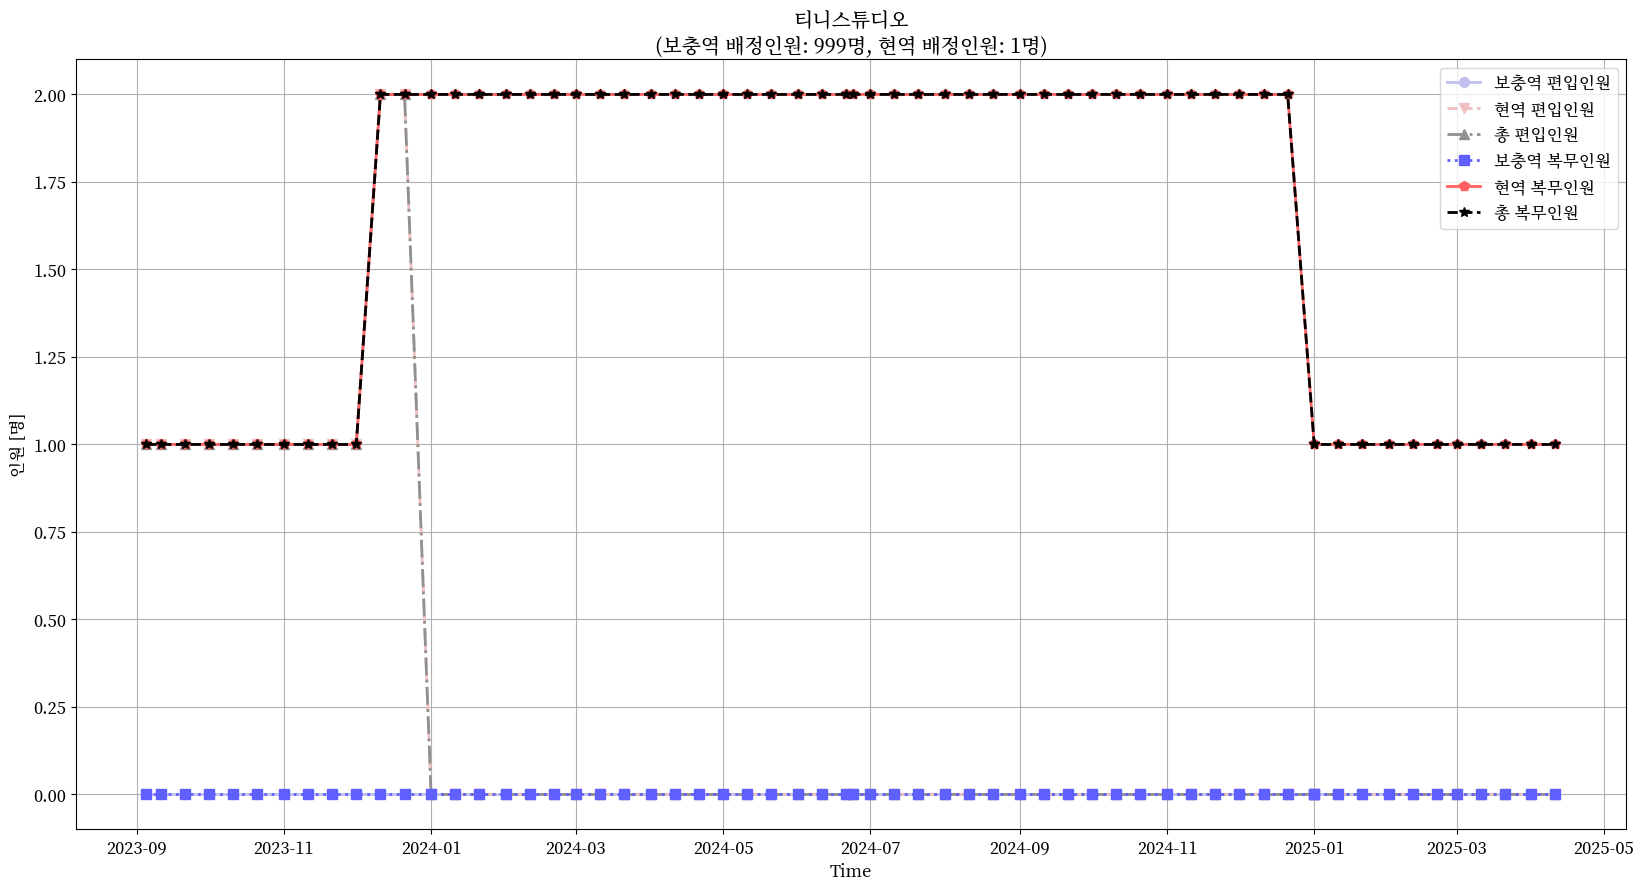 티니스튜디오
(보충역 배정인원: 999명, 현역 배정인원: 1명)
보충역 편입인원
현역 편입인원
총 편입인원
보충역 복무인원
현역 복무인원
총 복무인원
인원 [명]
2.00
1.75
1.50
1.25
1.00
0.75
0.50
0.25
0.00
2023-09 2023-11 2024-01 2024-03 2024-05 2024-07 2024-09 2024-11 2025-01 2025-03 2025-05
Time